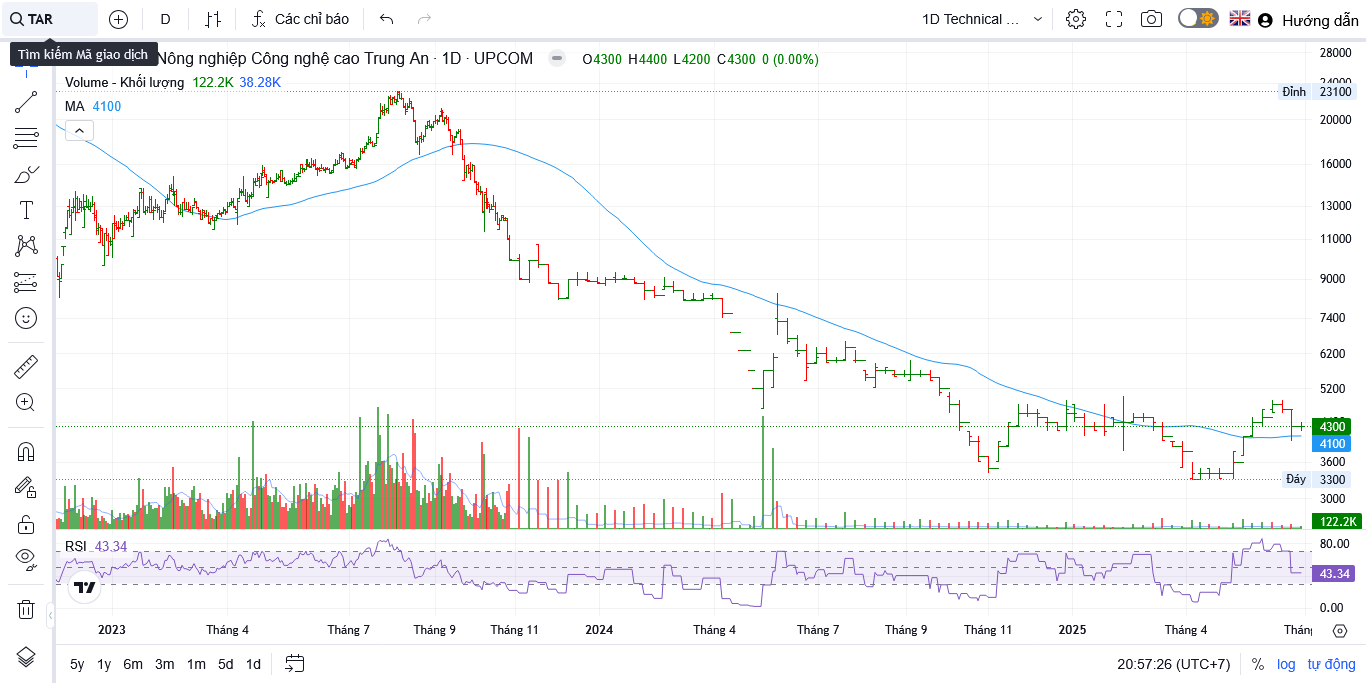 TAR
D
Các chỉ báo
1D Technical ...
Hướng dẫn
Tìm kiếm Mã giao dịch
Nông nghiệp Công nghệ cao Trung An · 1D · UPCOM
O4300 H4400 L4200 C4300 0 (0.00%)
Volume - Khối lượng 122.2K 38.28K
MA 4100
28000
24000
Đỉnh 23100
20000
16000
13000
11000
9000
7400
6200
5200
4300
4100
3600
Đáy 3300
3000
122.2K
RSI 43.34
80.00
43.34
0.00
2023 Tháng 4 Tháng 7 Tháng 9 Tháng 11 2024 Tháng 4 Tháng 7 Tháng 9 Tháng 11 2025 Tháng 4 Thán
5y 1y 6m 3m 1m 5d 1d
20:57:26 (UTC+7) % log tự động